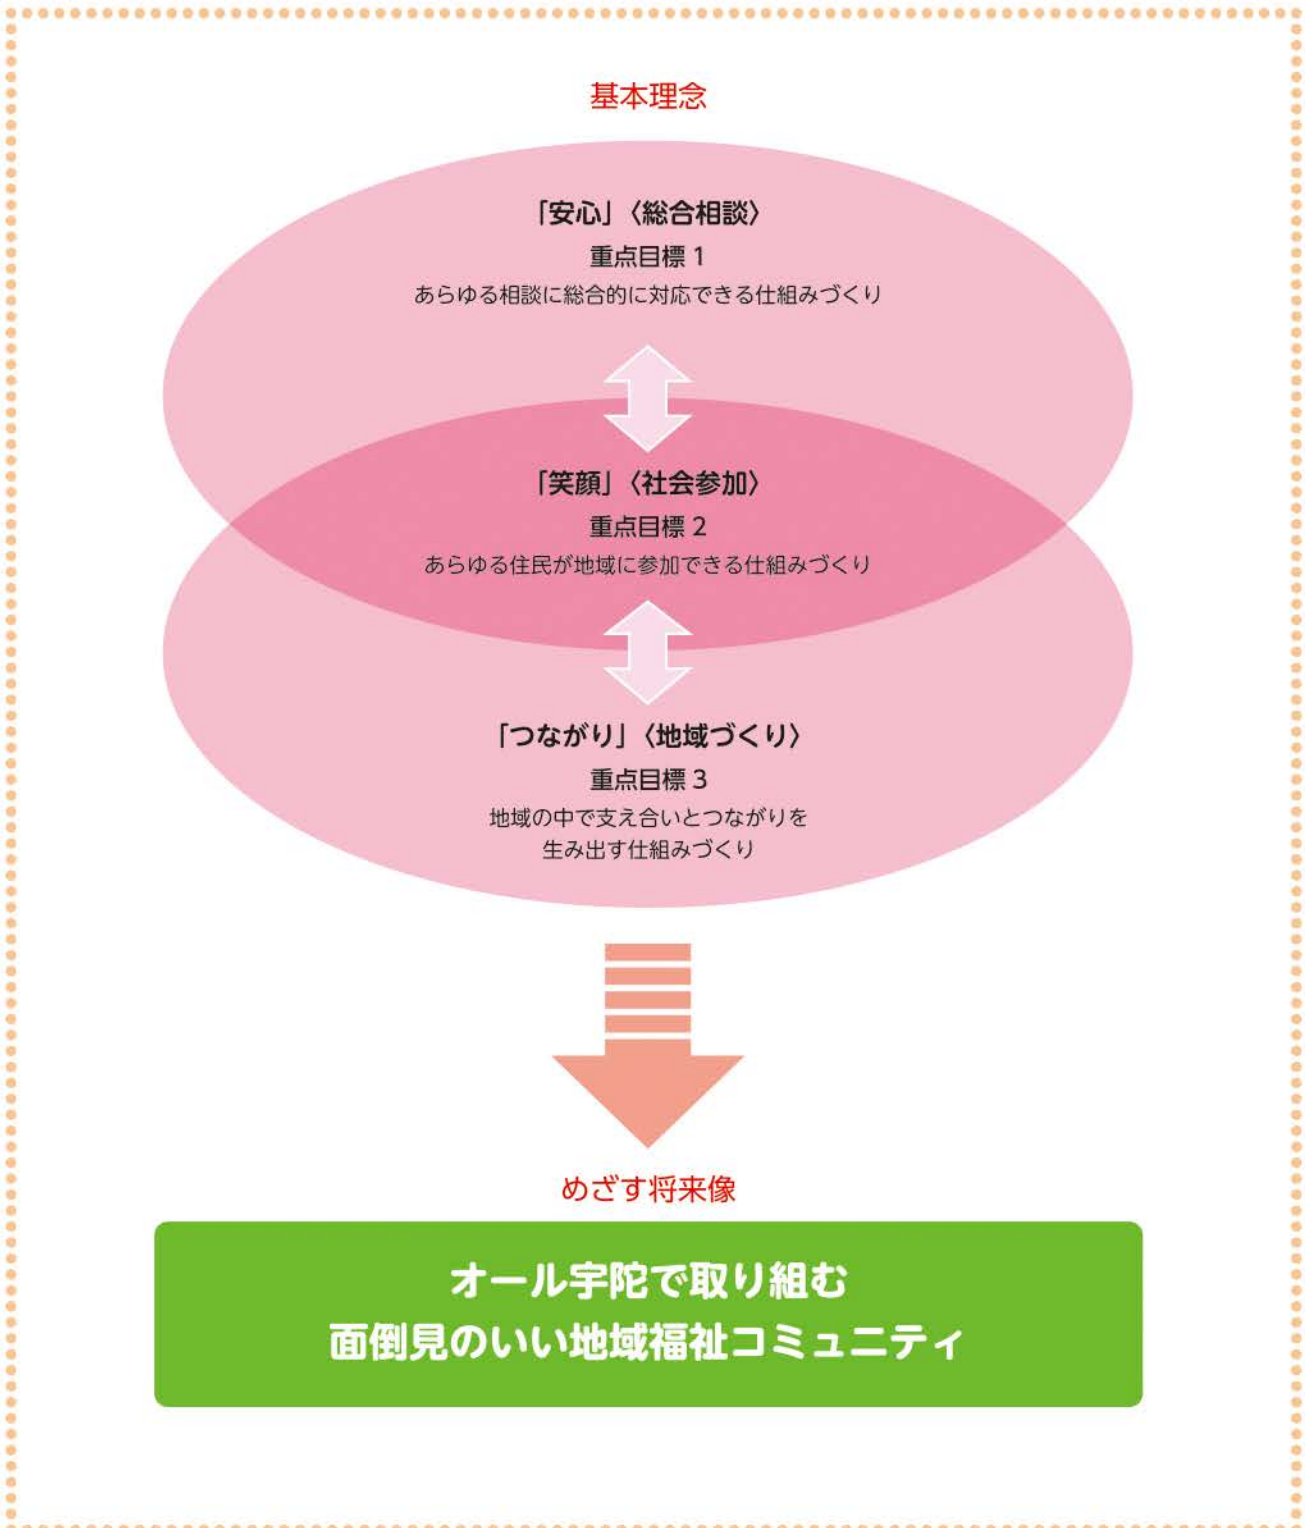 基本理念
「安心」〈総合相談〉
重点目標 1
あらゆる相談に総合的に対応できる仕組みづくり
「笑顔」〈社会参加〉
重点目標 2
あらゆる住民が地域に参加できる仕組みづくり
「つながり」〈地域づくり〉
重点目標 3
地域の中で支え合いとつながりを
生み出す仕組みづくり
めざす将来像
オール宇陀で取り組む
面倒見のいい地域福祉コミュニティ